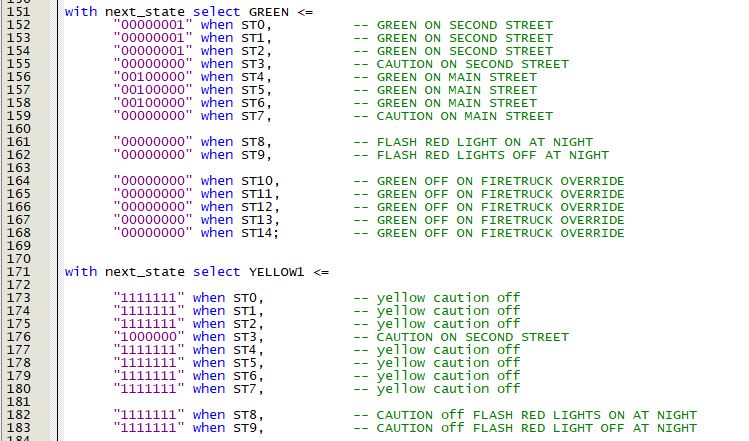 151 with next_state select GREEN <=
152 "00000001" when ST0, -- GREEN ON SECOND STREET
153 "00000001" when ST1, -- GREEN ON SECOND STREET
154 "00000001" when ST2, -- GREEN ON SECOND STREET
155 "00000000" when ST3, -- CAUTION ON SECOND STREET
156 "00100000" when ST4, -- GREEN ON MAIN STREET
157 "00100000" when ST5, -- GREEN ON MAIN STREET
158 "00100000" when ST6, -- GREEN ON MAIN STREET
159 "00000000" when ST7, -- CAUTION ON MAIN STREET
160
161 "00000000" when ST8, -- FLASH RED LIGHT ON AT NIGHT
162 "00000000" when ST9, -- FLASH RED LIGHTS OFF AT NIGHT
163
164 "00000000" when ST10, -- GREEN OFF ON FIRETRUCK OVERRIDE
165 "00000000" when ST11, -- GREEN OFF ON FIRETRUCK OVERRIDE
166 "00000000" when ST12, -- GREEN OFF ON FIRETRUCK OVERRIDE
167 "00000000" when ST13, -- GREEN OFF ON FIRETRUCK OVERRIDE
168 "00000000" when ST14; -- GREEN OFF ON FIRETRUCK OVERRIDE
169
170
171 with next_state select YELLOW1 <=
172
173 "1111111" when ST0, -- yellow caution off
174 "1111111" when ST1, -- yellow caution off
175 "1111111" when ST2, -- yellow caution off
176 "1000000" when ST3, -- CAUTION ON SECOND STREET
177 "1111111" when ST4, -- yellow caution off
178 "1111111" when ST5, -- yellow caution off
179 "1111111" when ST6, -- yellow caution off
180 "1111111" when ST7, -- yellow caution off
181
182 "1111111" when ST8, -- CAUTION off FLASH RED LIGHTS ON AT NIGHT
183 "1111111" when ST9, -- CAUTION off FLASH RED LIGHT OFF AT NIGHT